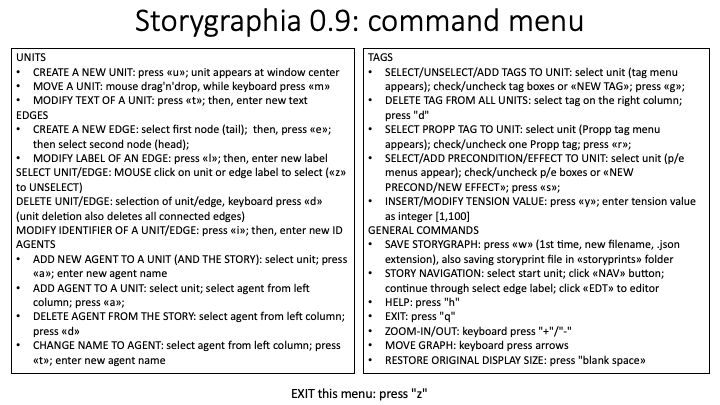 Storygraphia 0.9: command menu
UNITS
• CREATE A NEW UNIT: press «u»; unit appears at window center
• MOVE A UNIT: mouse drag'n'drop, while keyboard press «m»
• MODIFY TEXT OF A UNIT: press «t»; then, enter new text
EDGES
• CREATE A NEW EDGE: select first node (tail);  then, press «e»;
then select second node (head);
• MODIFY LABEL OF AN EDGE: press «l»; then, enter new label
SELECT UNIT/EDGE: MOUSE click on unit or edge label to select («z»
to UNSELECT)
DELETE UNIT/EDGE: selection of unit/edge, keyboard press «d»
(unit deletion also deletes all connected edges)
MODIFY IDENTIFIER OF A UNIT/EDGE: press «i»; then, enter new ID
AGENTS
• ADD NEW AGENT TO A UNIT (AND THE STORY): select unit; press
«a»; enter new agent name
• ADD AGENT TO A UNIT: select unit; select agent from left
column; press «a»;
• DELETE AGENT FROM THE STORY: select agent from left column;
press «d»
• CHANGE NAME TO AGENT: select agent from left column; press
«t»; enter new agent name
TAGS
• SELECT/UNSELECT/ADD TAGS TO UNIT: select unit (tag menu
appears); check/uncheck tag boxes or «NEW TAG»; press «g»;
• DELETE TAG FROM ALL UNITS: select tag on the right column;
press "d"
• SELECT PROPP TAG TO UNIT: select unit (Propp tag menu
appears); check/uncheck one Propp tag; press «r»;
• SELECT/ADD PRECONDITION/EFFECT TO UNIT: select unit (p/e
menus appear); check/uncheck p/e boxes or «NEW
PRECOND/NEW EFFECT»; press «s»;
• INSERT/MODIFY TENSION VALUE: press «y»; enter tension value
as integer [1,100]
GENERAL COMMANDS
• SAVE STORYGRAPH: press «w» (1st time, new filename, .json
extension), also saving storyprint file in «storyprints» folder
• STORY NAVIGATION: select start unit; click «NAV» button;
continue through select edge label; click «EDT» to editor
• HELP: press "h"
• EXIT: press "q"
• ZOOM-IN/OUT: keyboard press "+"/"-"
• MOVE GRAPH: keyboard press arrows
• RESTORE ORIGINAL DISPLAY SIZE: press "blank space»
EXIT this menu: press "z"